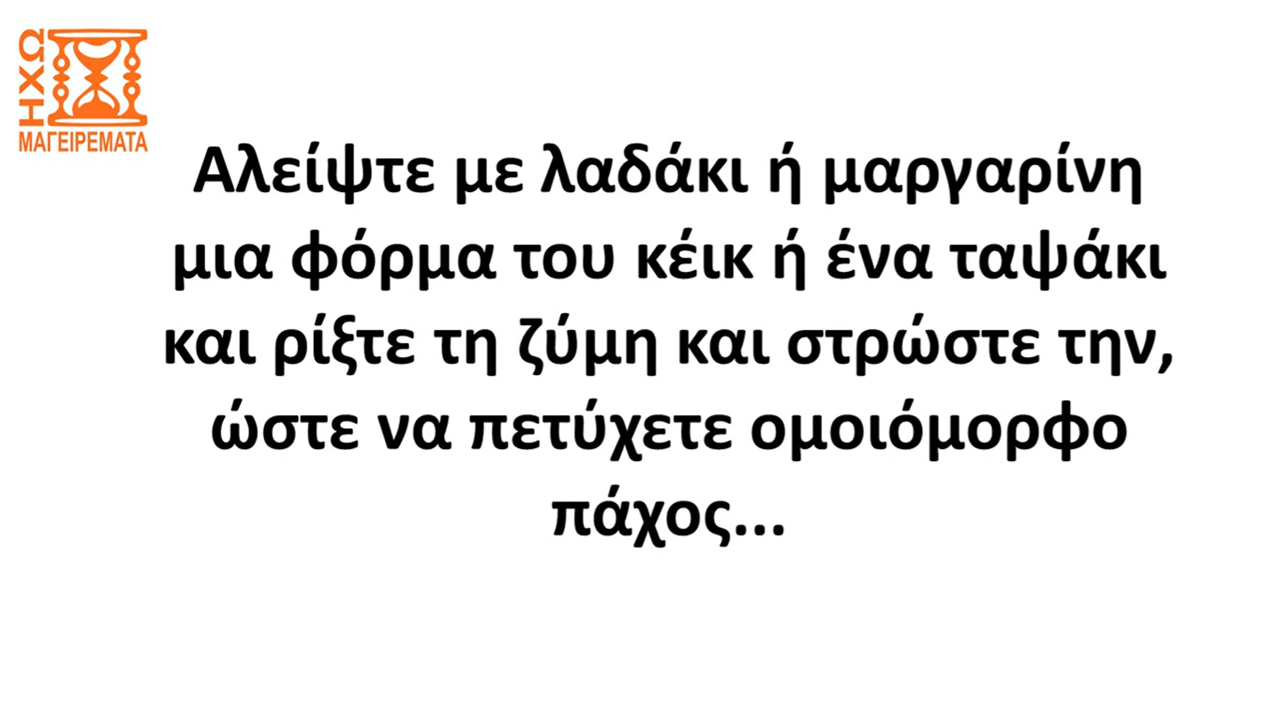 ΗΧΩ
ΜΑΓΕΙΡΕΜΑΤΑ
Αλείψτε με λαδάκι ή μαργαρίνη
μια φόρμα του κέικ ή ένα ταψάκι
και ρίξτε τη ζύμη και στρώστε την,
ώστε να πετύχετε ομοιόμορφο
πάχος...